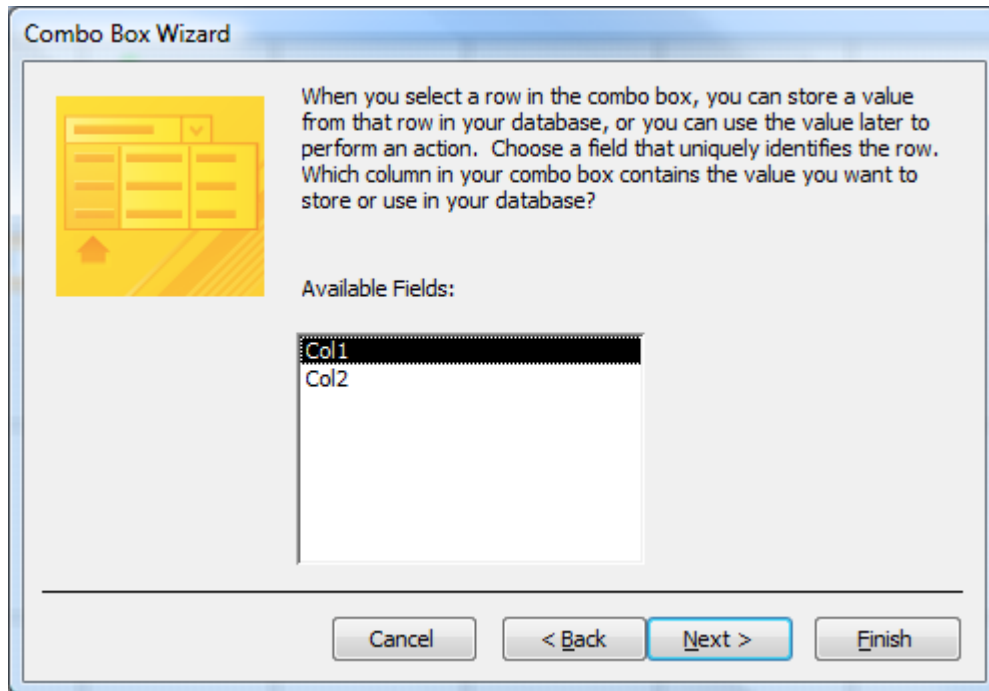 Combo Box Wizard
When you select a row in the combo box, you can store a value
from that row in your database, or you can use the value later to
perform an action.  Choose a field that uniquely identifies the row.
Which column in your combo box contains the value you want to
store or use in your database?
Available Fields:
Col1
Col2
Cancel
< Back
Next >
Finish